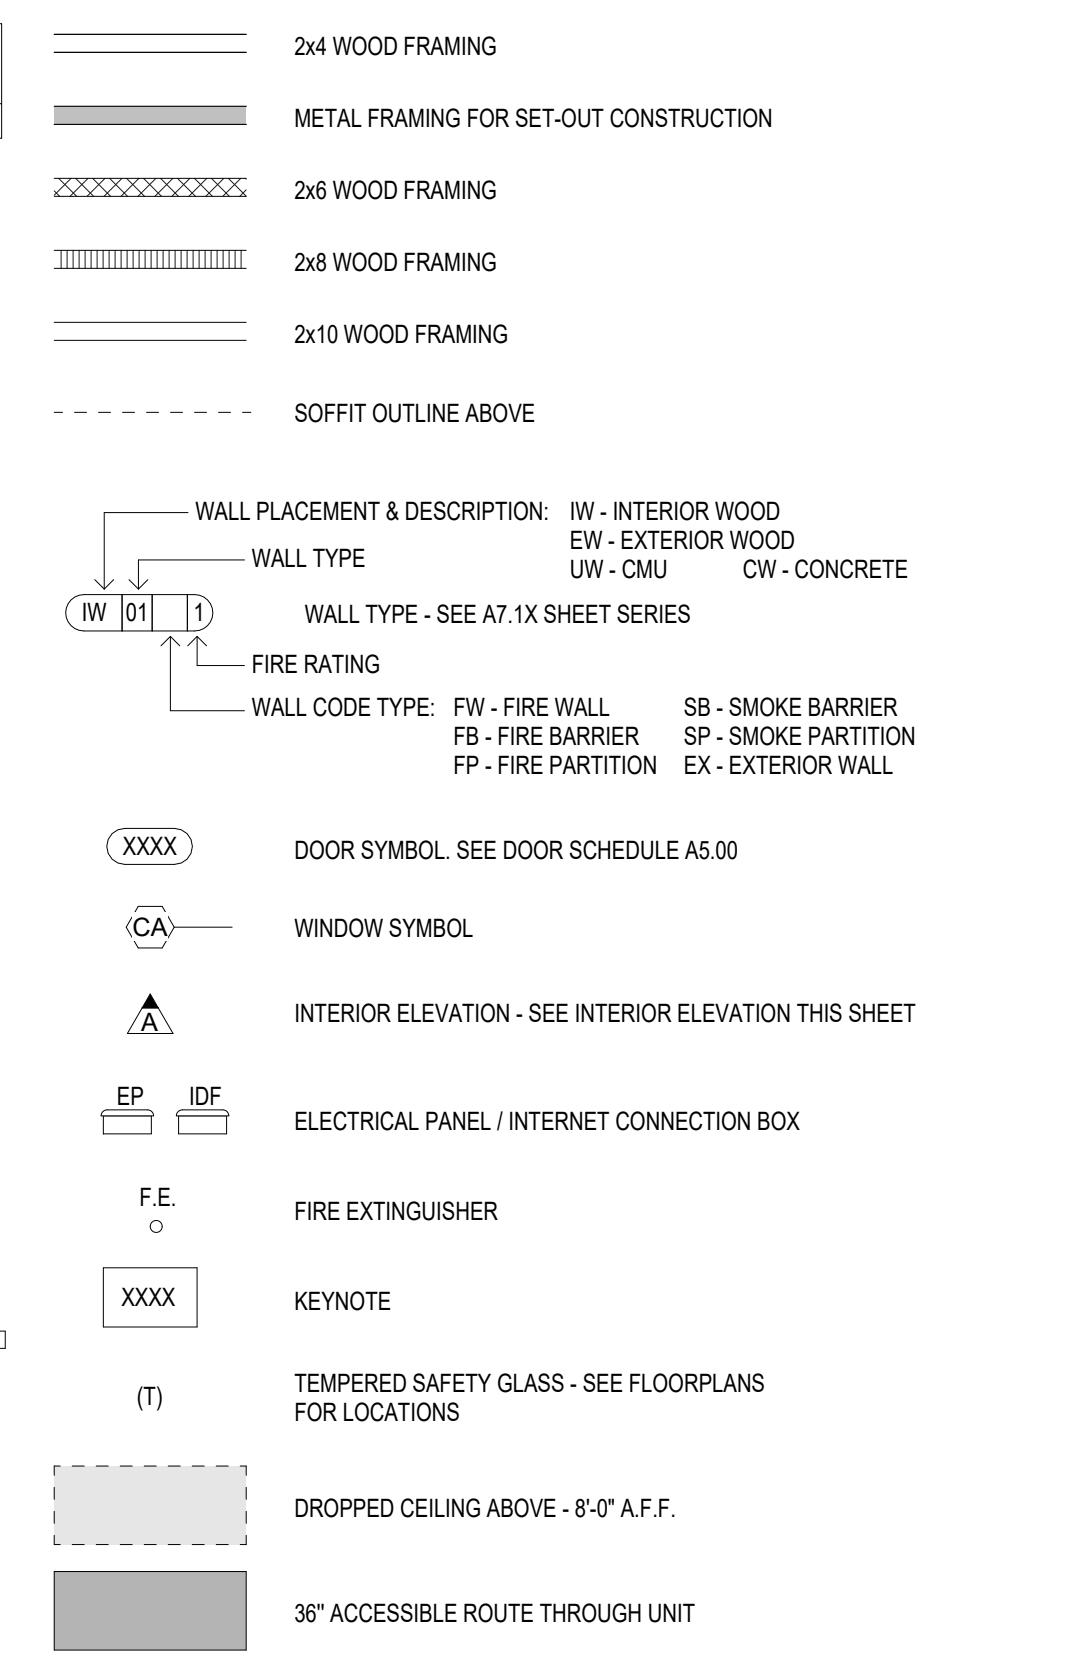 2x4 WOOD FRAMING
METAL FRAMING FOR SET-OUT CONSTRUCTION
2x6 WOOD FRAMING
2x8 WOOD FRAMING
2x10 WOOD FRAMING
SOFFIT OUTLINE ABOVE
WALL PLACEMENT & DESCRIPTION: IW - INTERIOR WOOD
EW - EXTERIOR WOOD
WALL TYPE
UW - CMU CW - CONCRETE
IW 01 1 WALL TYPE - SEE A7.1X SHEET SERIES
FIRE RATING
WALL CODE TYPE: FW - FIRE WALL SB - SMOKE BARRIER
FB - FIRE BARRIER SP - SMOKE PARTITION
FP - FIRE PARTITION EX - EXTERIOR WALL
XXXX DOOR SYMBOL. SEE DOOR SCHEDULE A5.00
CA WINDOW SYMBOL
A INTERIOR ELEVATION - SEE INTERIOR ELEVATION THIS SHEET
EP IDF
ELECTRICAL PANEL / INTERNET CONNECTION BOX
F.E.
FIRE EXTINGUISHER
XXXX KEYNOTE
(T) TEMPERED SAFETY GLASS - SEE FLOORPLANS
FOR LOCATIONS
DROPPED CEILING ABOVE - 8'-0" A.F.F.
36" ACCESSIBLE ROUTE THROUGH UNIT